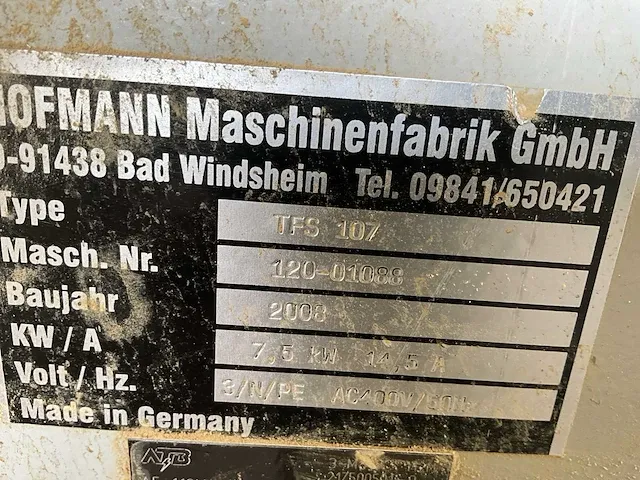 HOFMANN Maschinenfabrik GmbH
D-91438 Bad Windsheim Tel. 09841/650421
Type TFS 107
Masch. Nr. 120-01088
Baujahr 2008
KW / A 7,5 kW 14,5 A
Volt / Hz. 3/N/PE AC400V/50Hz
Made in Germany
ATB